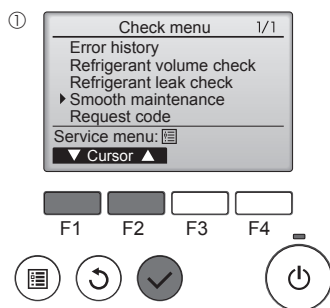 ①
Check menu 1/1
Error history
Refrigerant volume check
Refrigerant leak check
Smooth maintenance
Request code
Service menu:
▼ Cursor ▲
F1 F2 F3 F4